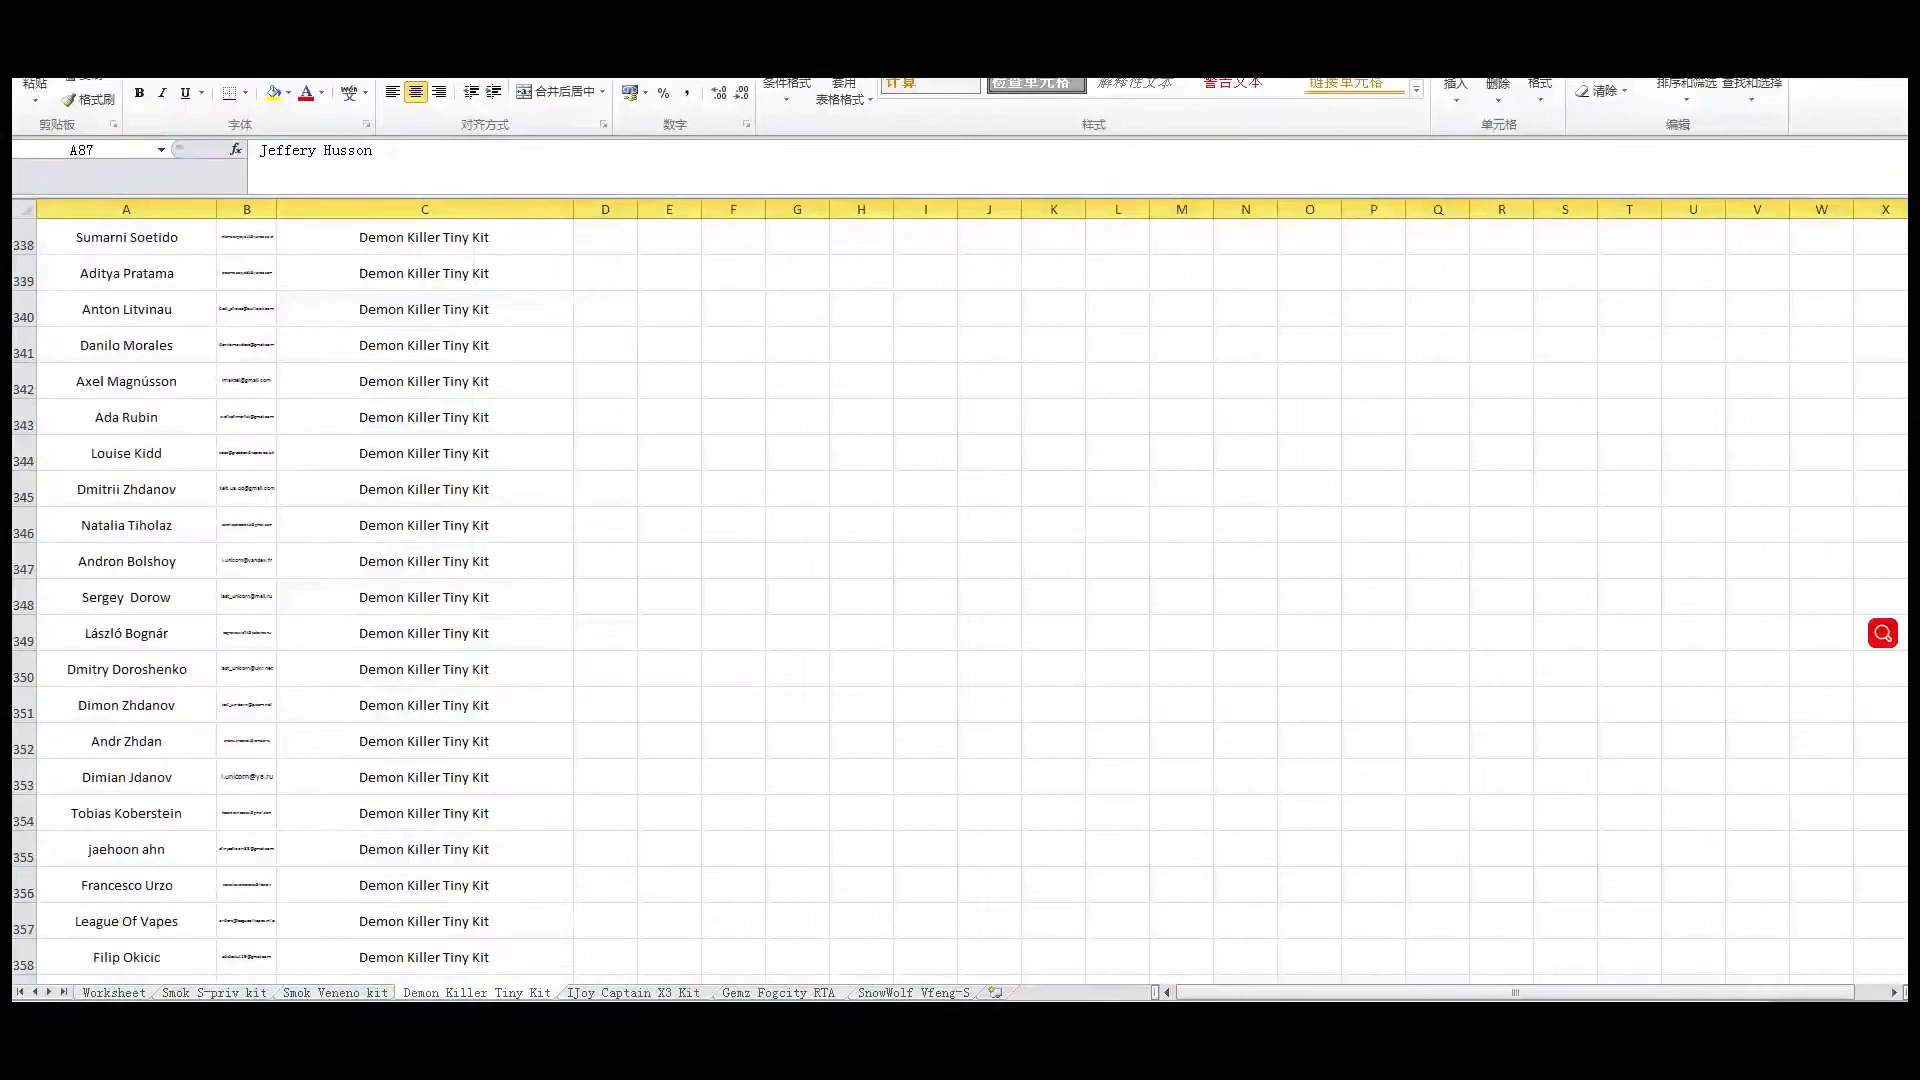 粘贴
格式刷
B I U
合并后居中
%
条件格式
套用
表格格式
计算
检查单元格
解释性文本
警告文本
链接单元格
插入
删除
格式
清除
排序和筛选 查找和选择
剪贴板
字体
对齐方式
数字
样式
单元格
编辑
A87
fx
Jeffery Husson
A B C D E F G H I J K L M N O P Q R S T U V W X
338 Sumarni Soetido Demon Killer Tiny Kit
339 Aditya Pratama Demon Killer Tiny Kit
340 Anton Litvinau Demon Killer Tiny Kit
341 Danilo Morales Demon Killer Tiny Kit
342 Axel Magnússon Demon Killer Tiny Kit
343 Ada Rubin Demon Killer Tiny Kit
344 Louise Kidd Demon Killer Tiny Kit
345 Dmitrii Zhdanov Demon Killer Tiny Kit
346 Natalia Tiholaz Demon Killer Tiny Kit
347 Andron Bolshoy Demon Killer Tiny Kit
348 Sergey Dorow last_unicorn@mail.ru Demon Killer Tiny Kit
349 László Bognár Demon Killer Tiny Kit
350 Dmitry Doroshenko last_unicorn@ukr.net Demon Killer Tiny Kit
351 Dimon Zhdanov Demon Killer Tiny Kit
352 Andr Zhdan Demon Killer Tiny Kit
353 Dimian Jdanov l.unicorn@ya.ru Demon Killer Tiny Kit
354 Tobias Koberstein Demon Killer Tiny Kit
355 jaehoon ahn Demon Killer Tiny Kit
356 Francesco Urzo Demon Killer Tiny Kit
357 League Of Vapes Demon Killer Tiny Kit
358 Filip Okicic Demon Killer Tiny Kit
Worksheet Smok S-priv kit Smok Veneno kit Demon Killer Tiny Kit IJoy Captain X3 Kit Gemz Fogcity RTA SnowWolf Vfeng-S